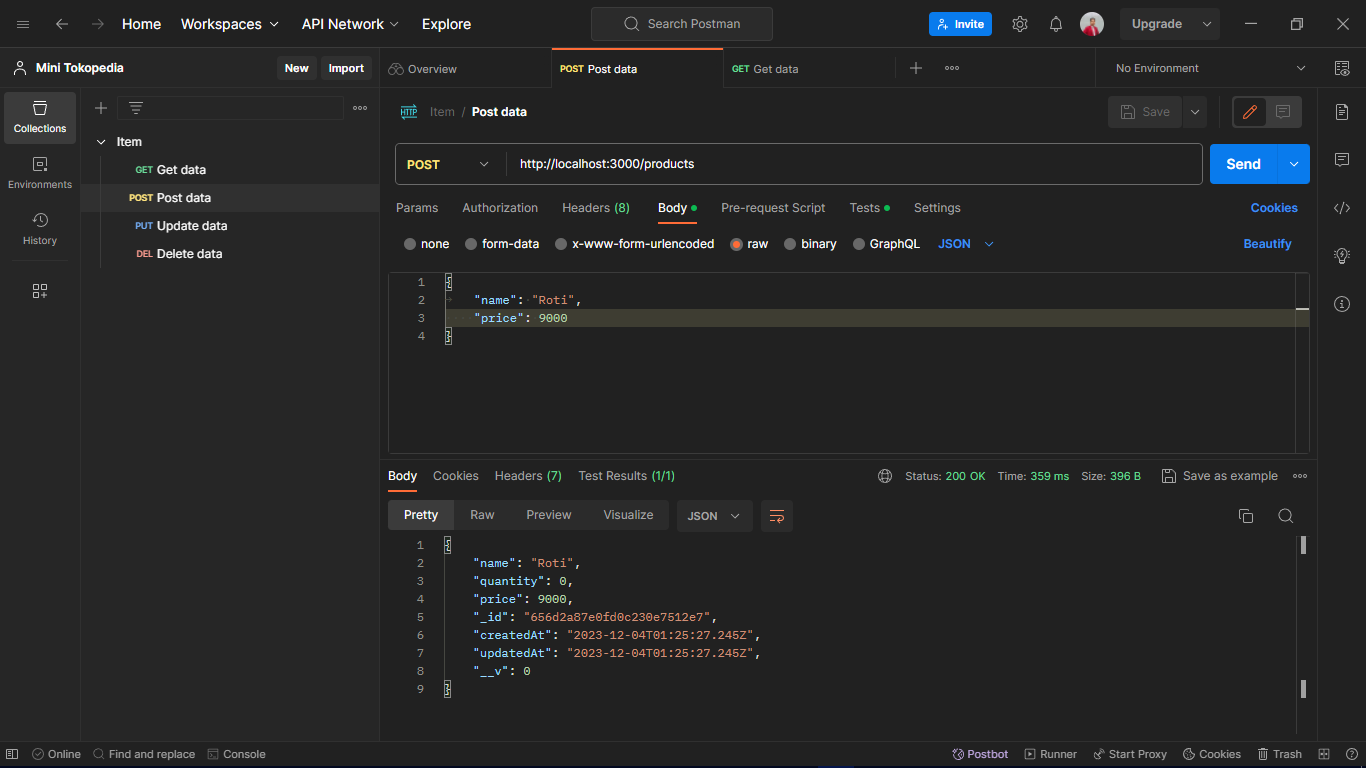 Home Workspaces API Network Explore Search Postman Invite Upgrade
Mini Tokopedia New Import Overview POST Post data GET Get data No Environment
Collections
Environments
History
Item
GET Get data
POST Post data
PUT Update data
DEL Delete data
HTTP Item / Post data Save
POST http://localhost:3000/products Send
Params Authorization Headers (8) Body Pre-request Script Tests Settings Cookies
none form-data x-www-form-urlencoded raw binary GraphQL JSON Beautify
1 {
2 "name": "Roti",
3 "price": 9000
4 }
Body Cookies Headers (7) Test Results (1/1) Status: 200 OK Time: 359 ms Size: 396 B Save as example
Pretty Raw Preview Visualize JSON
1 {
2 "name": "Roti",
3 "quantity": 0,
4 "price": 9000,
5 "_id": "656d2a87e0fd0c230e7512e7",
6 "createdAt": "2023-12-04T01:25:27.245Z",
7 "updatedAt": "2023-12-04T01:25:27.245Z",
8 "__v": 0
9 }
Online Find and replace Console Postbot Runner Start Proxy Cookies Trash